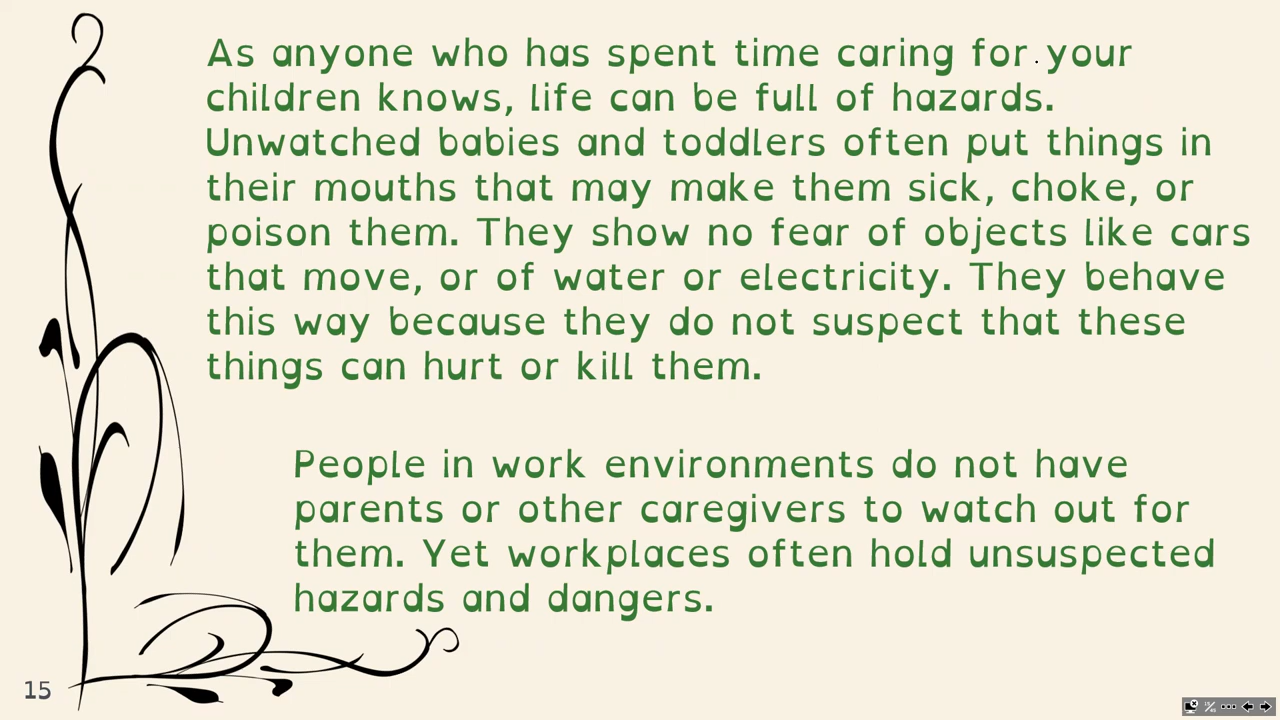 As anyone who has spent time caring for your
children knows, life can be full of hazards.
Unwatched babies and toddlers often put things in
their mouths that may make them sick, choke, or
poison them. They show no fear of objects like cars
that move, or of water or electricity. They behave
this way because they do not suspect that these
things can hurt or kill them.
People in work environments do not have
parents or other caregivers to watch out for
them. Yet workplaces often hold unsuspected
hazards and dangers.
15